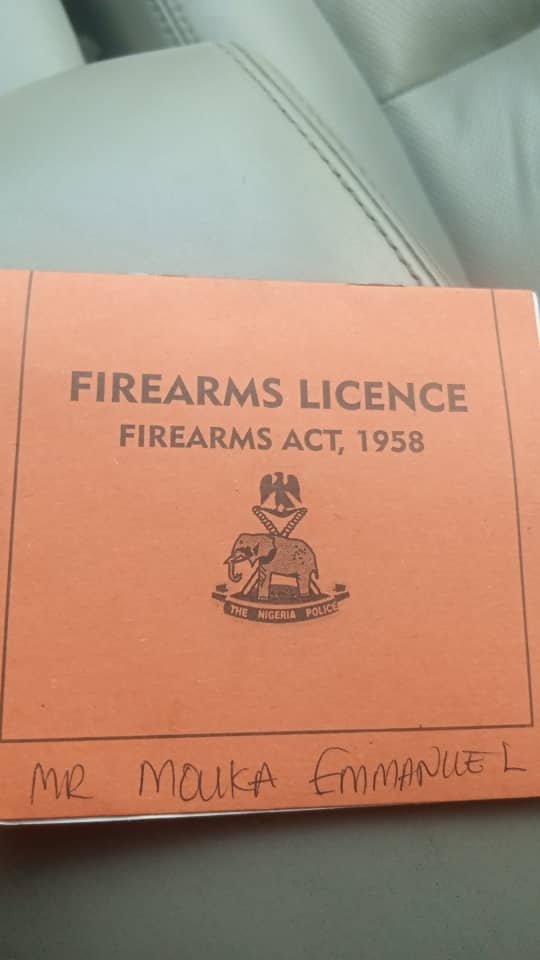 FIREARMS LICENCE
FIREARMS ACT, 1958
THE NIGERIA POLICE
MR MOUKA EMMANUEL